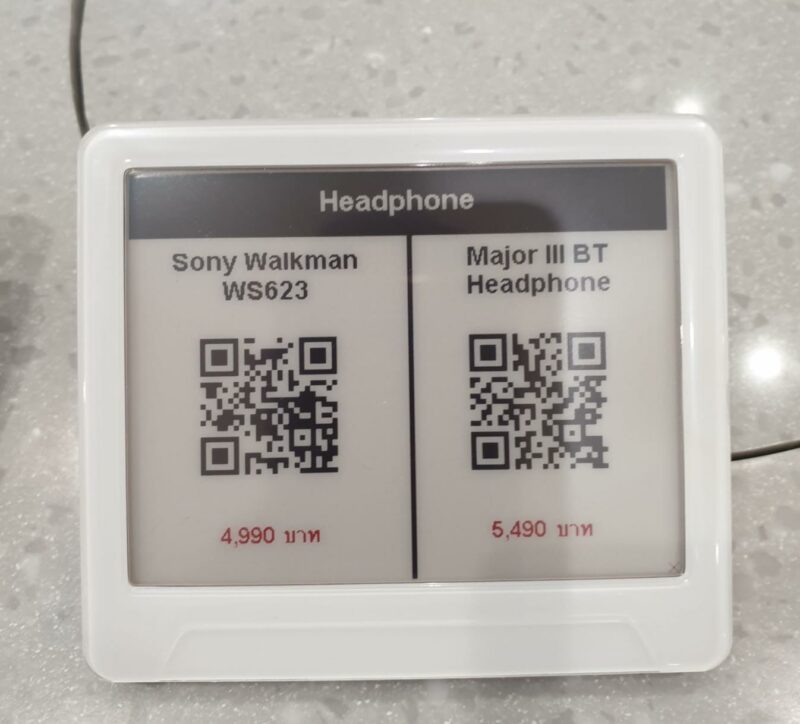 Headphone
Sony Walkman
WS623
4,990 บาท
Major III BT
Headphone
5,490 บาท